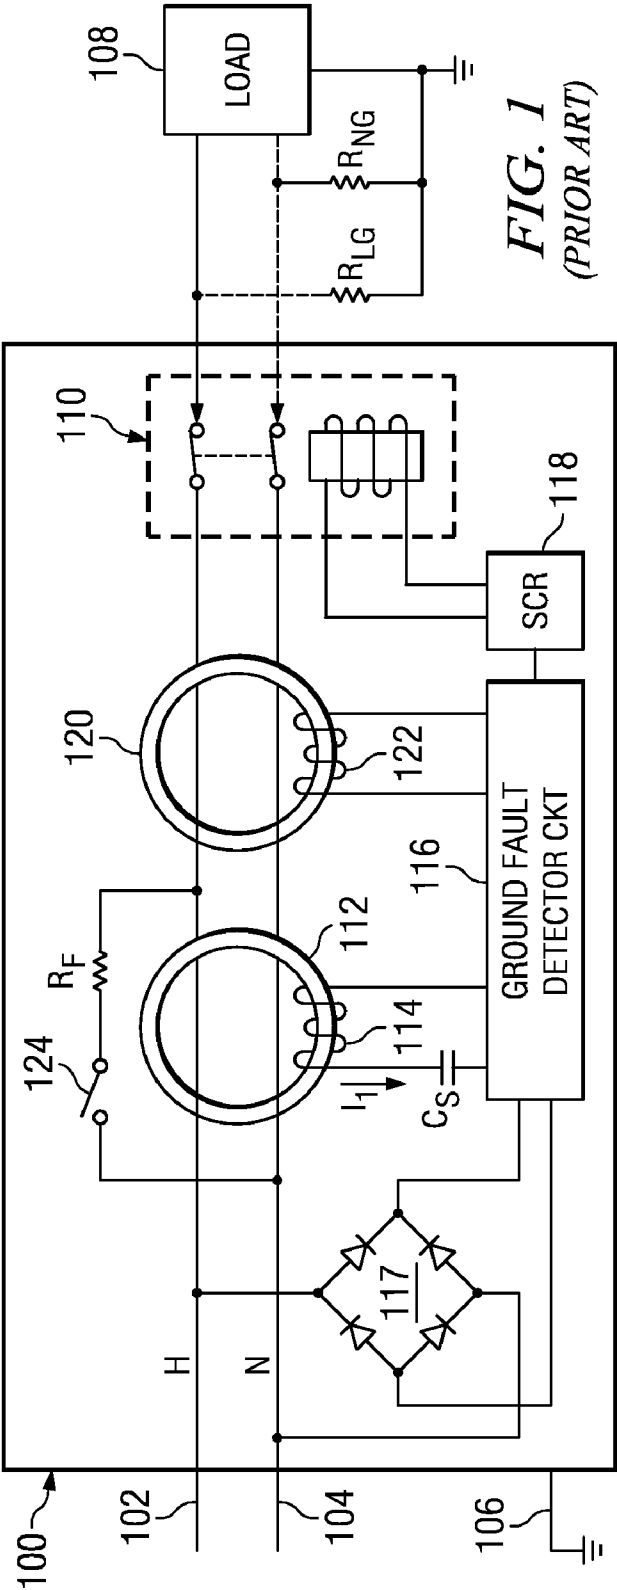 100
102
104
106
H
N
117
124
R_F
I_1
C_S
112
114
120
122
116
GROUND FAULT
DETECTOR CKT
110
118
SCR
108
LOAD
R_LG
R_NG
FIG. 1
(PRIOR ART)